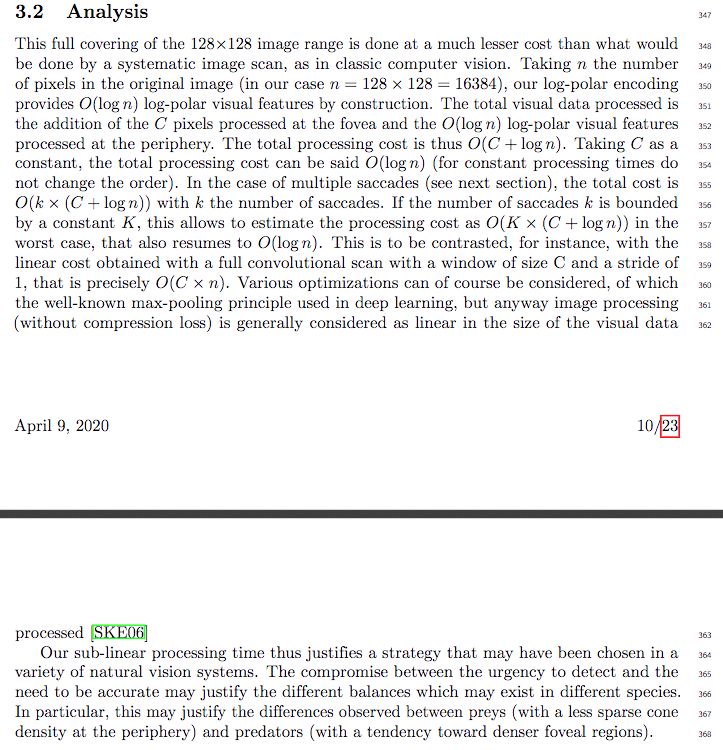 3.2 Analysis 347
This full covering of the 128×128 image range is done at a much lesser cost than what would 348
be done by a systematic image scan, as in classic computer vision. Taking n the number 349
of pixels in the original image (in our case n = 128 × 128 = 16384), our log-polar encoding 350
provides O(log n) log-polar visual features by construction. The total visual data processed is 351
the addition of the C pixels processed at the fovea and the O(log n) log-polar visual features 352
processed at the periphery. The total processing cost is thus O(C + log n). Taking C as a 353
constant, the total processing cost can be said O(log n) (for constant processing times do 354
not change the order). In the case of multiple saccades (see next section), the total cost is 355
O(k × (C + log n)) with k the number of saccades. If the number of saccades k is bounded 356
by a constant K, this allows to estimate the processing cost as O(K × (C + log n)) in the 357
worst case, that also resumes to O(log n). This is to be contrasted, for instance, with the 358
linear cost obtained with a full convolutional scan with a window of size C and a stride of 359
1, that is precisely O(C × n). Various optimizations can of course be considered, of which 360
the well-known max-pooling principle used in deep learning, but anyway image processing 361
(without compression loss) is generally considered as linear in the size of the visual data 362
April 9, 2020 10/23
processed [SKE06] 363
Our sub-linear processing time thus justifies a strategy that may have been chosen in a 364
variety of natural vision systems. The compromise between the urgency to detect and the 365
need to be accurate may justify the different balances which may exist in different species. 366
In particular, this may justify the differences observed between preys (with a less sparse cone 367
density at the periphery) and predators (with a tendency toward denser foveal regions). 368